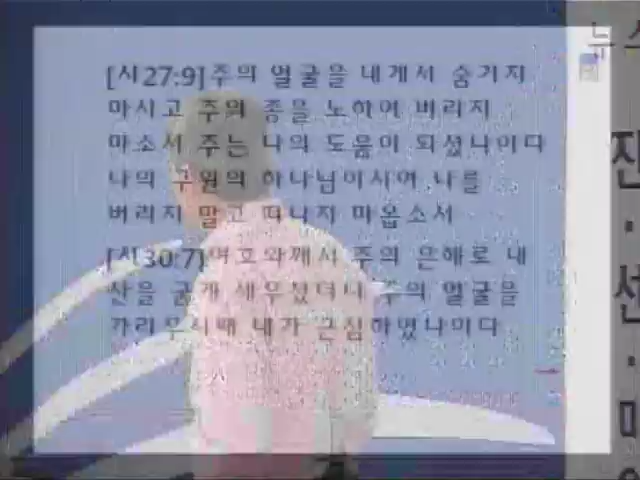 [시27:9]주의 얼굴을 내게서 숨기지
마시고 주의 종을 노하여 버리지
마소서 주는 나의 도움이 되셨나이다
나의 구원의 하나님이시여 나를
버리지 말고 떠나지 마옵소서
[시30:7]여호와께서 주의 은혜로 내
산을 굳게 세우셨더니 주의 얼굴을
가리우시매 내가 근심하였나이다
뉴스
진
·
센
·